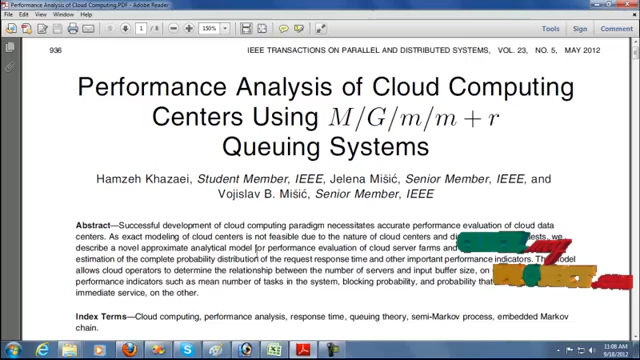 Performance Analysis of Cloud Computing.PDF - Adobe Reader
File Edit View Window Help
1 / 8 150%
Tools Sign Comment
936 IEEE TRANSACTIONS ON PARALLEL AND DISTRIBUTED SYSTEMS, VOL. 23, NO. 5, MAY 2012
Performance Analysis of Cloud Computing
Centers Using M/G/m/m + r
Queuing Systems
Hamzeh Khazaei, Student Member, IEEE, Jelena Mišić, Senior Member, IEEE, and
Vojislav B. Mišić, Senior Member, IEEE
Abstract—Successful development of cloud computing paradigm necessitates accurate performance evaluation of cloud data
centers. As exact modeling of cloud centers is not feasible due to the nature of cloud centers and we
describe a novel approximate analytical model for performance evaluation of cloud server farms and
estimation of the complete probability distribution of the request response time and other important performance indicators. The model
allows cloud operators to determine the relationship between the number of servers and input buffer size, on
performance indicators such as mean number of tasks in the system, blocking probability, and probability that
immediate service, on the other.
Index Terms—Cloud computing, performance analysis, response time, queuing theory, semi-Markov process, embedded Markov
chain.
11:08 AM
9/18/2012